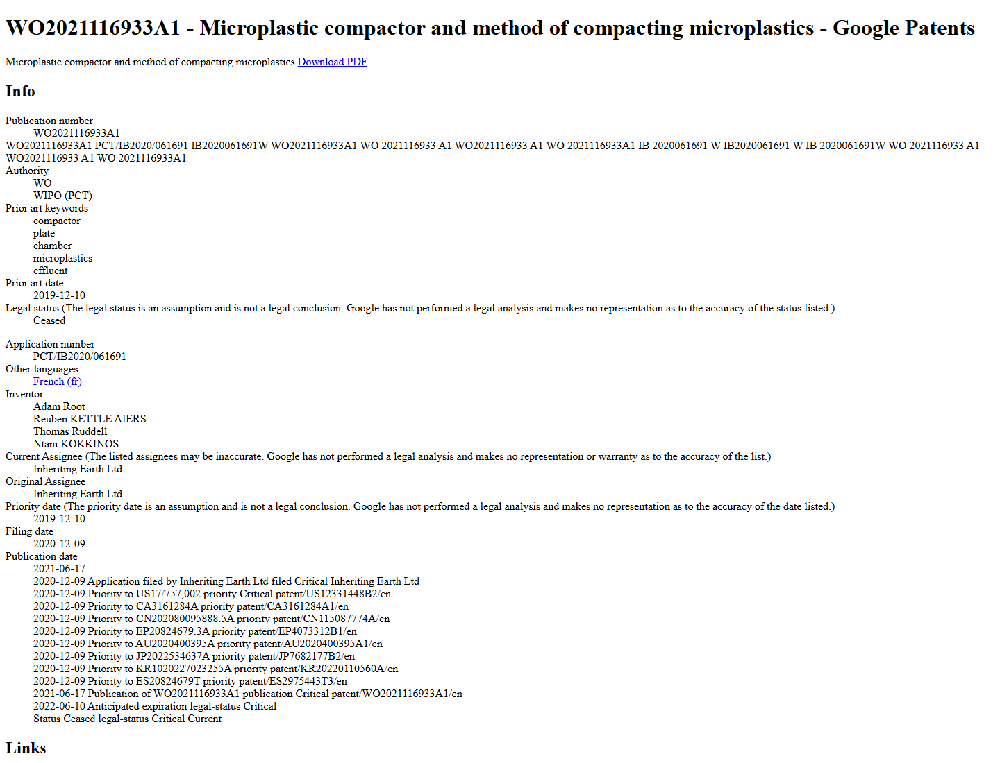 WO2021116933A1 - Microplastic compactor and method of compacting microplastics - Google Patents
Microplastic compactor and method of compacting microplastics Download PDF
Info
Publication number
WO2021116933A1
WO2021116933A1 PCT/IB2020/061691 IB2020061691W WO2021116933A1 WO 2021116933 A1 WO2021116933 A1 WO 2021116933A1 IB 2020061691 W IB2020061691 W IB 2020061691W WO 2021116933 A1
WO2021116933 A1 WO 2021116933A1
Authority
WO
WIPO (PCT)
Prior art keywords
compactor
plate
chamber
microplastics
effluent
Prior art date
2019-12-10
Legal status (The legal status is an assumption and is not a legal conclusion. Google has not performed a legal analysis and makes no representation as to the accuracy of the status listed.)
Ceased
Application number
PCT/IB2020/061691
Other languages
French (fr)
Inventor
Adam Root
Reuben KETTLE AIERS
Thomas Ruddell
Ntani KOKKINOS
Current Assignee (The listed assignees may be inaccurate. Google has not performed a legal analysis and makes no representation or warranty as to the accuracy of the list.)
Inheriting Earth Ltd
Original Assignee
Inheriting Earth Ltd
Priority date (The priority date is an assumption and is not a legal conclusion. Google has not performed a legal analysis and makes no representation as to the accuracy of the date listed.)
2019-12-10
Filing date
2020-12-09
Publication date
2021-06-17
2020-12-09 Application filed by Inheriting Earth Ltd filed Critical Inheriting Earth Ltd
2020-12-09 Priority to US17/757,002 priority Critical patent/US12331448B2/en
2020-12-09 Priority to CA3161284A priority patent/CA3161284A1/en
2020-12-09 Priority to CN202080095888.5A priority patent/CN115087774A/en
2020-12-09 Priority to EP20824679.3A priority patent/EP4073312B1/en
2020-12-09 Priority to AU2020400395A priority patent/AU2020400395A1/en
2020-12-09 Priority to JP2022534637A priority patent/JP7682177B2/en
2020-12-09 Priority to KR1020227023255A priority patent/KR20220110560A/en
2020-12-09 Priority to ES20824679T priority patent/ES2975443T3/en
2021-06-17 Publication of WO2021116933A1 publication Critical patent/WO2021116933A1/en
2022-06-10 Anticipated expiration legal-status Critical
Status Ceased legal-status Critical Current
Links